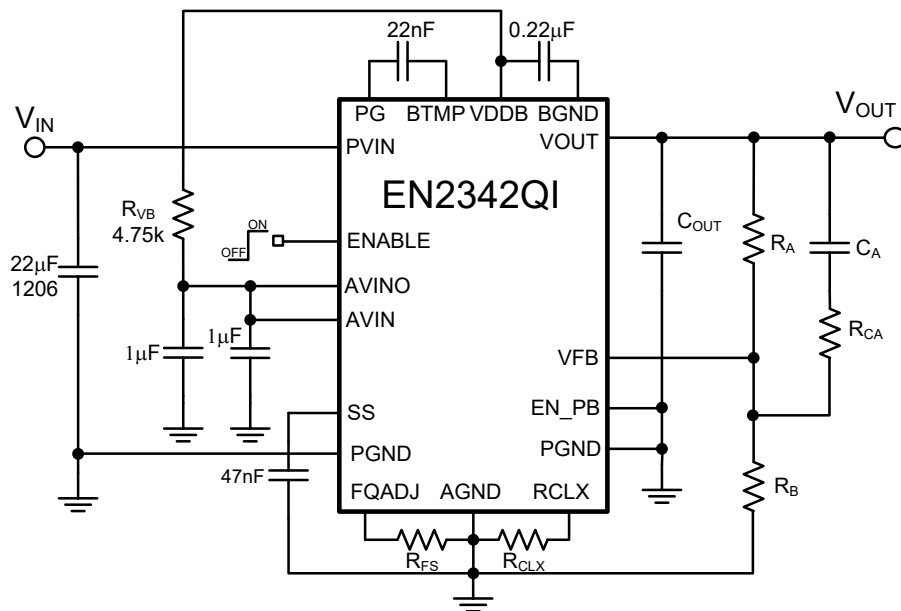 22nF
0.22μF
PG
BTMP
VDDB
BGND
VIN
VOUT
PVIN
VOUT
EN2342QI
RVB
4.75k
ON
OFF
ENABLE
COUT
RA
CA
22μF
1206
AVINO
AVIN
1μF
1μF
RCA
VFB
SS
EN_PB
PGND
PGND
47nF
FQADJ
AGND
RCLX
RB
RFS
RCLX